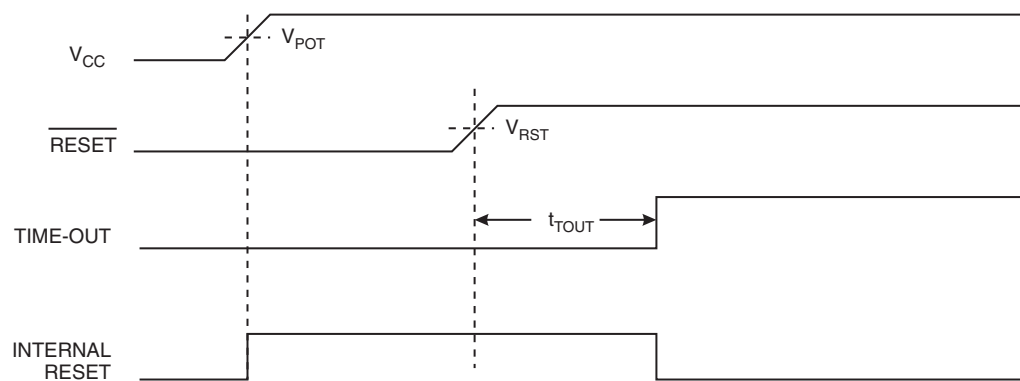 V_CC
V_POT
RESET
V_RST
TIME-OUT
t_TOUT
INTERNAL
RESET